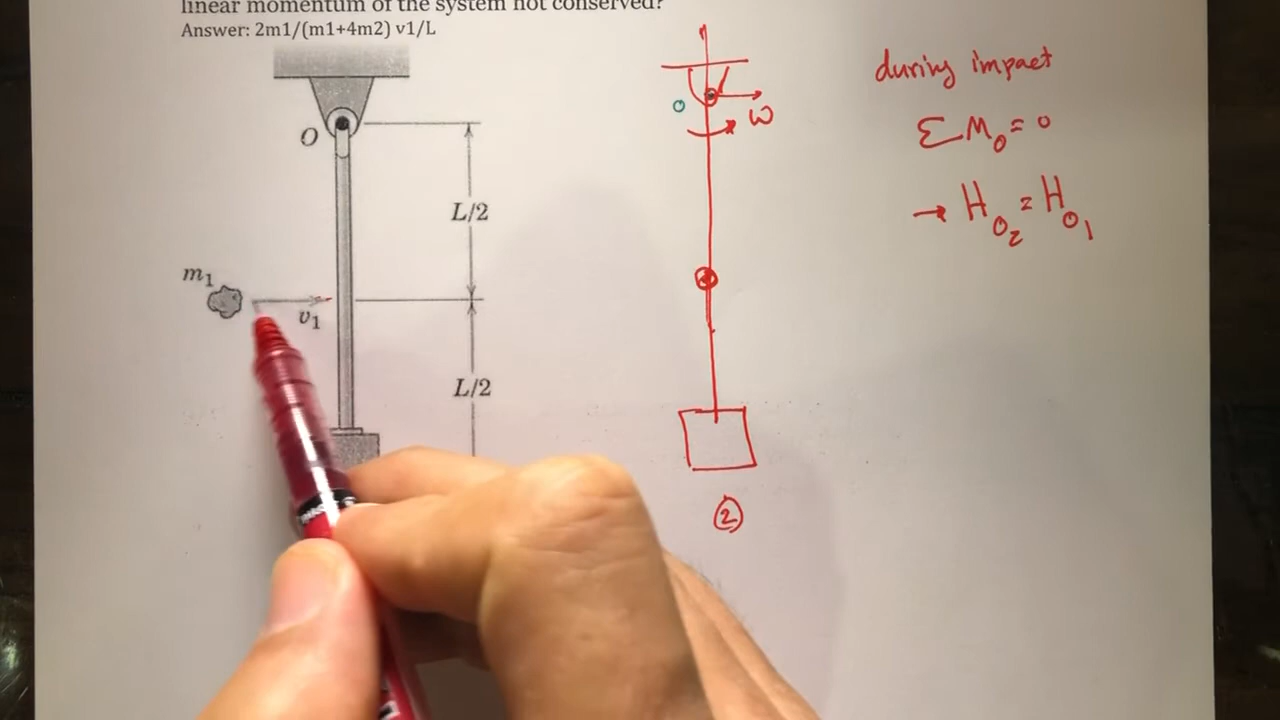 linear momentum of the system not conserved?
Answer: 2m1/(m1+4m2) v1/L
O
L/2
m₁
v₁
L/2
o
ω
②
during impact
ΣM₀=0
→ H₀₂=H₀₁